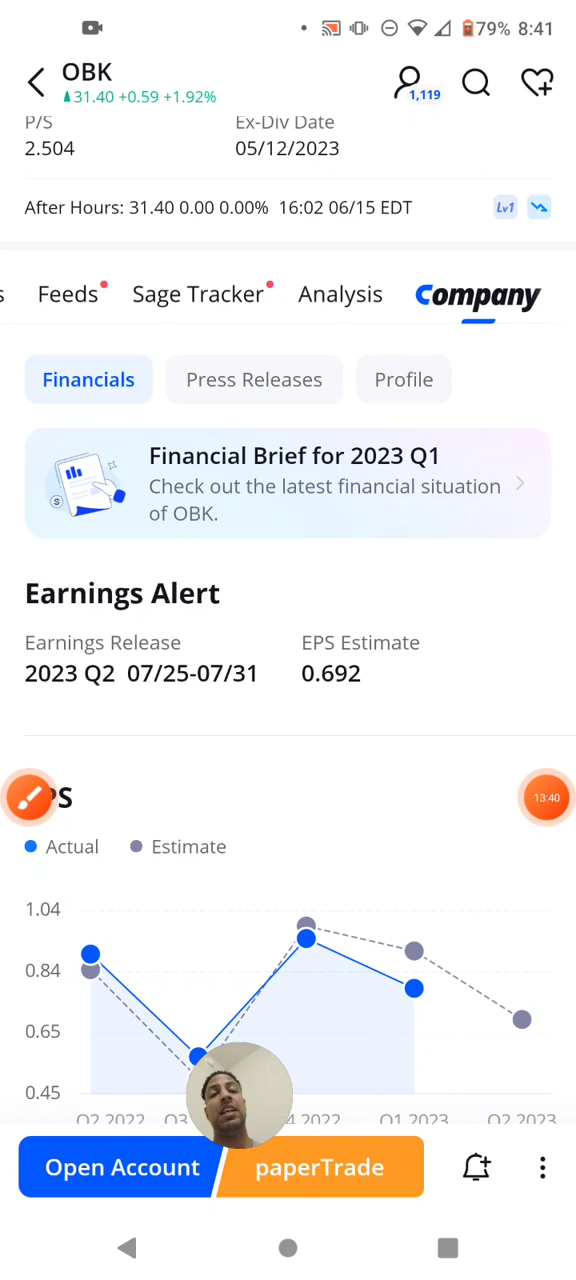 79% 8:41
OBK
31.40 +0.59 +1.92%
1,119
P/S Ex-Div Date
2.504 05/12/2023
After Hours: 31.40 0.00 0.00% 16:02 06/15 EDT Lv1
s Feeds Sage Tracker Analysis Company
Financials Press Releases Profile
Financial Brief for 2023 Q1
Check out the latest financial situation
of OBK.
$
Earnings Alert
Earnings Release EPS Estimate
2023 Q2 07/25-07/31 0.692
PS
13:40
Actual Estimate
1.04
0.84
0.65
0.45
Q2 2022 Q3 4 2022 Q1 2023 Q2 2023
Open Account paperTrade